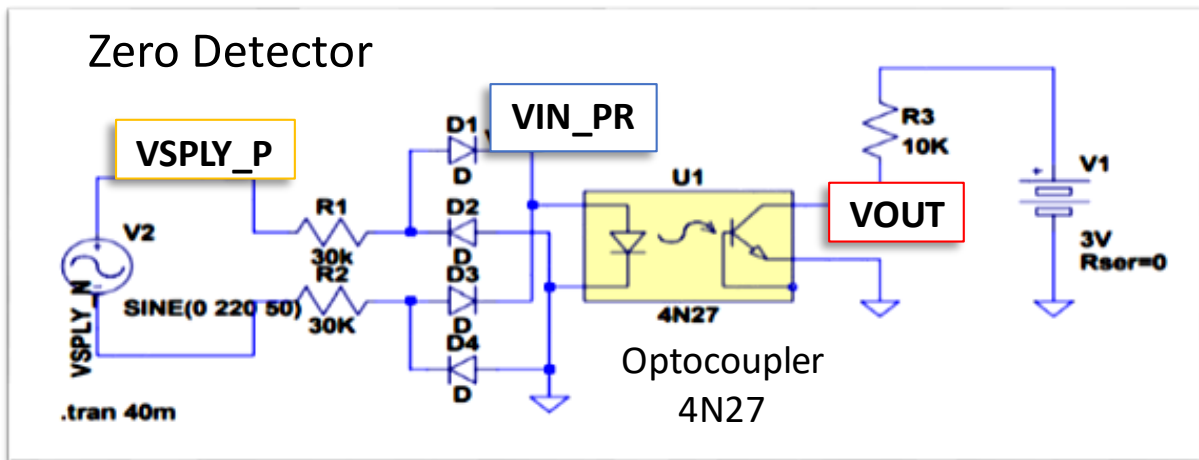 Zero Detector
VSPLY_P
D1
VIN_PR
D
R3
10K
V1
3V
Rser=0
U1
VOUT
V2
R1
30k
D2
D
R2
30K
D3
D
SINE(0 220 50)
VSPLY_N
D4
D
4N27
Optocoupler
4N27
.tran 40m